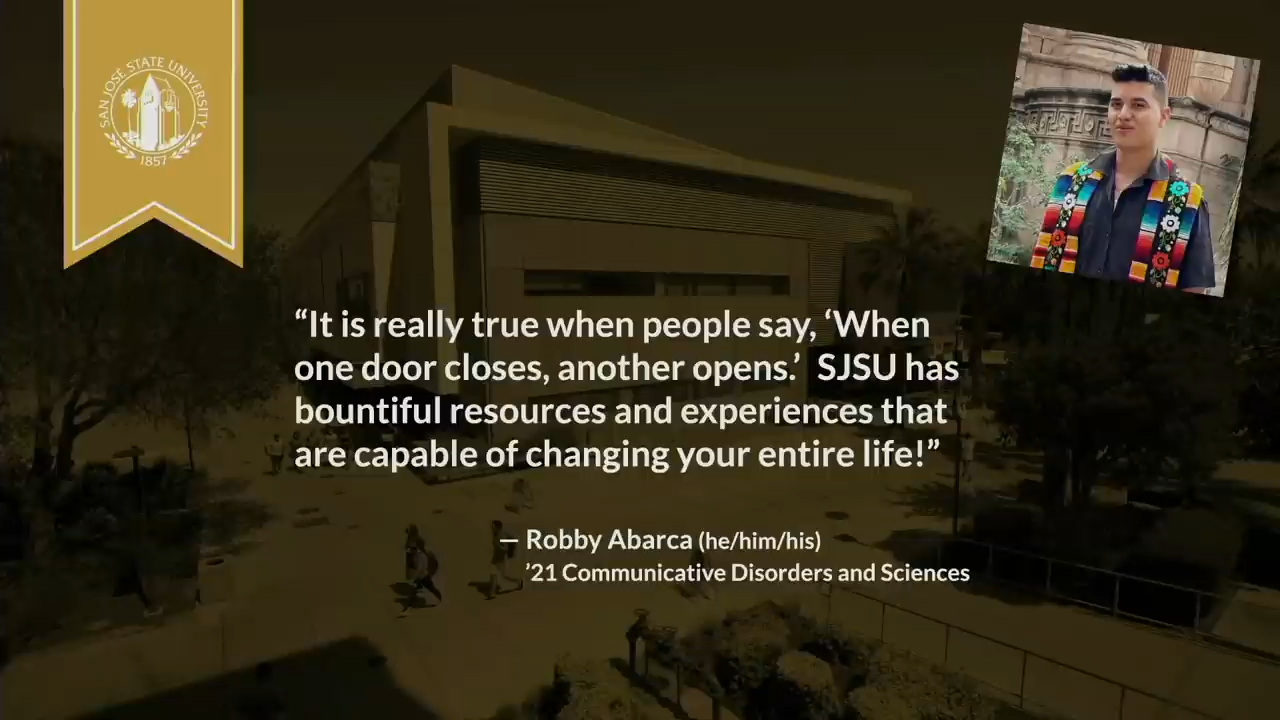 SAN JOSÉ STATE UNIVERSITY
1857
“It is really true when people say, ‘When
one door closes, another opens.’  SJSU has
bountiful resources and experiences that
are capable of changing your entire life!”
— Robby Abarca (he/him/his)
’21 Communicative Disorders and Sciences